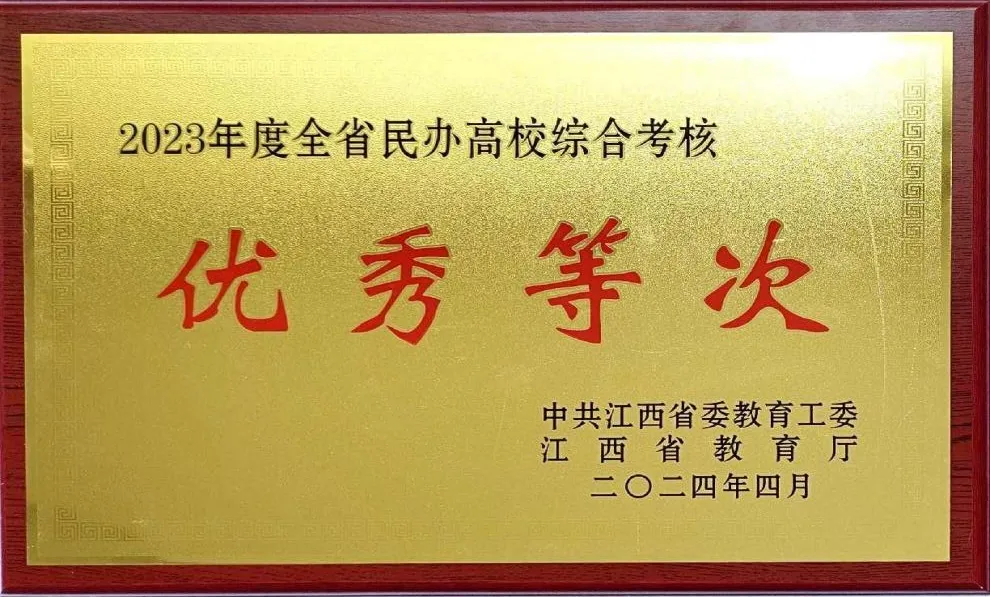 2023年度全省民办高校综合考核
优秀等次
中共江西省委教育工委
江西省教育厅
二〇二四年四月